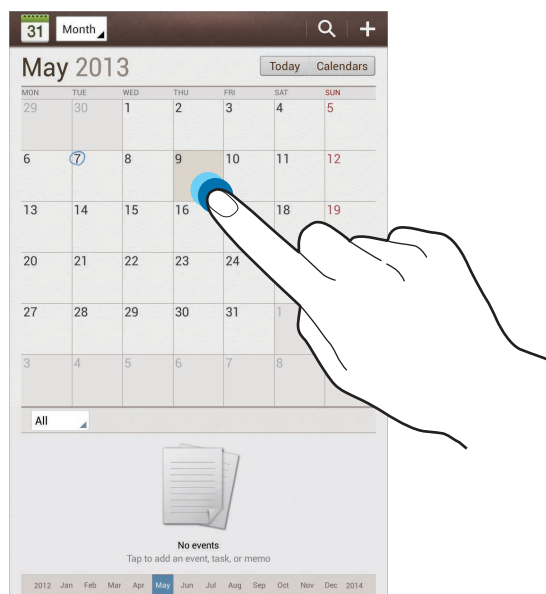 31 Month
May 2013 Today Calendars
MON TUE WED THU FRI SAT SUN
29 30 1 2 3 4 5
6 7 8 9 10 11 12
13 14 15 16 18 19
20 21 22 23 24
27 28 29 30 31 1
3 4 5 6 7 8
All
No events
Tap to add an event, task, or memo
2012 Jan Feb Mar Apr May Jun Jul Aug Sep Oct Nov Dec 2014